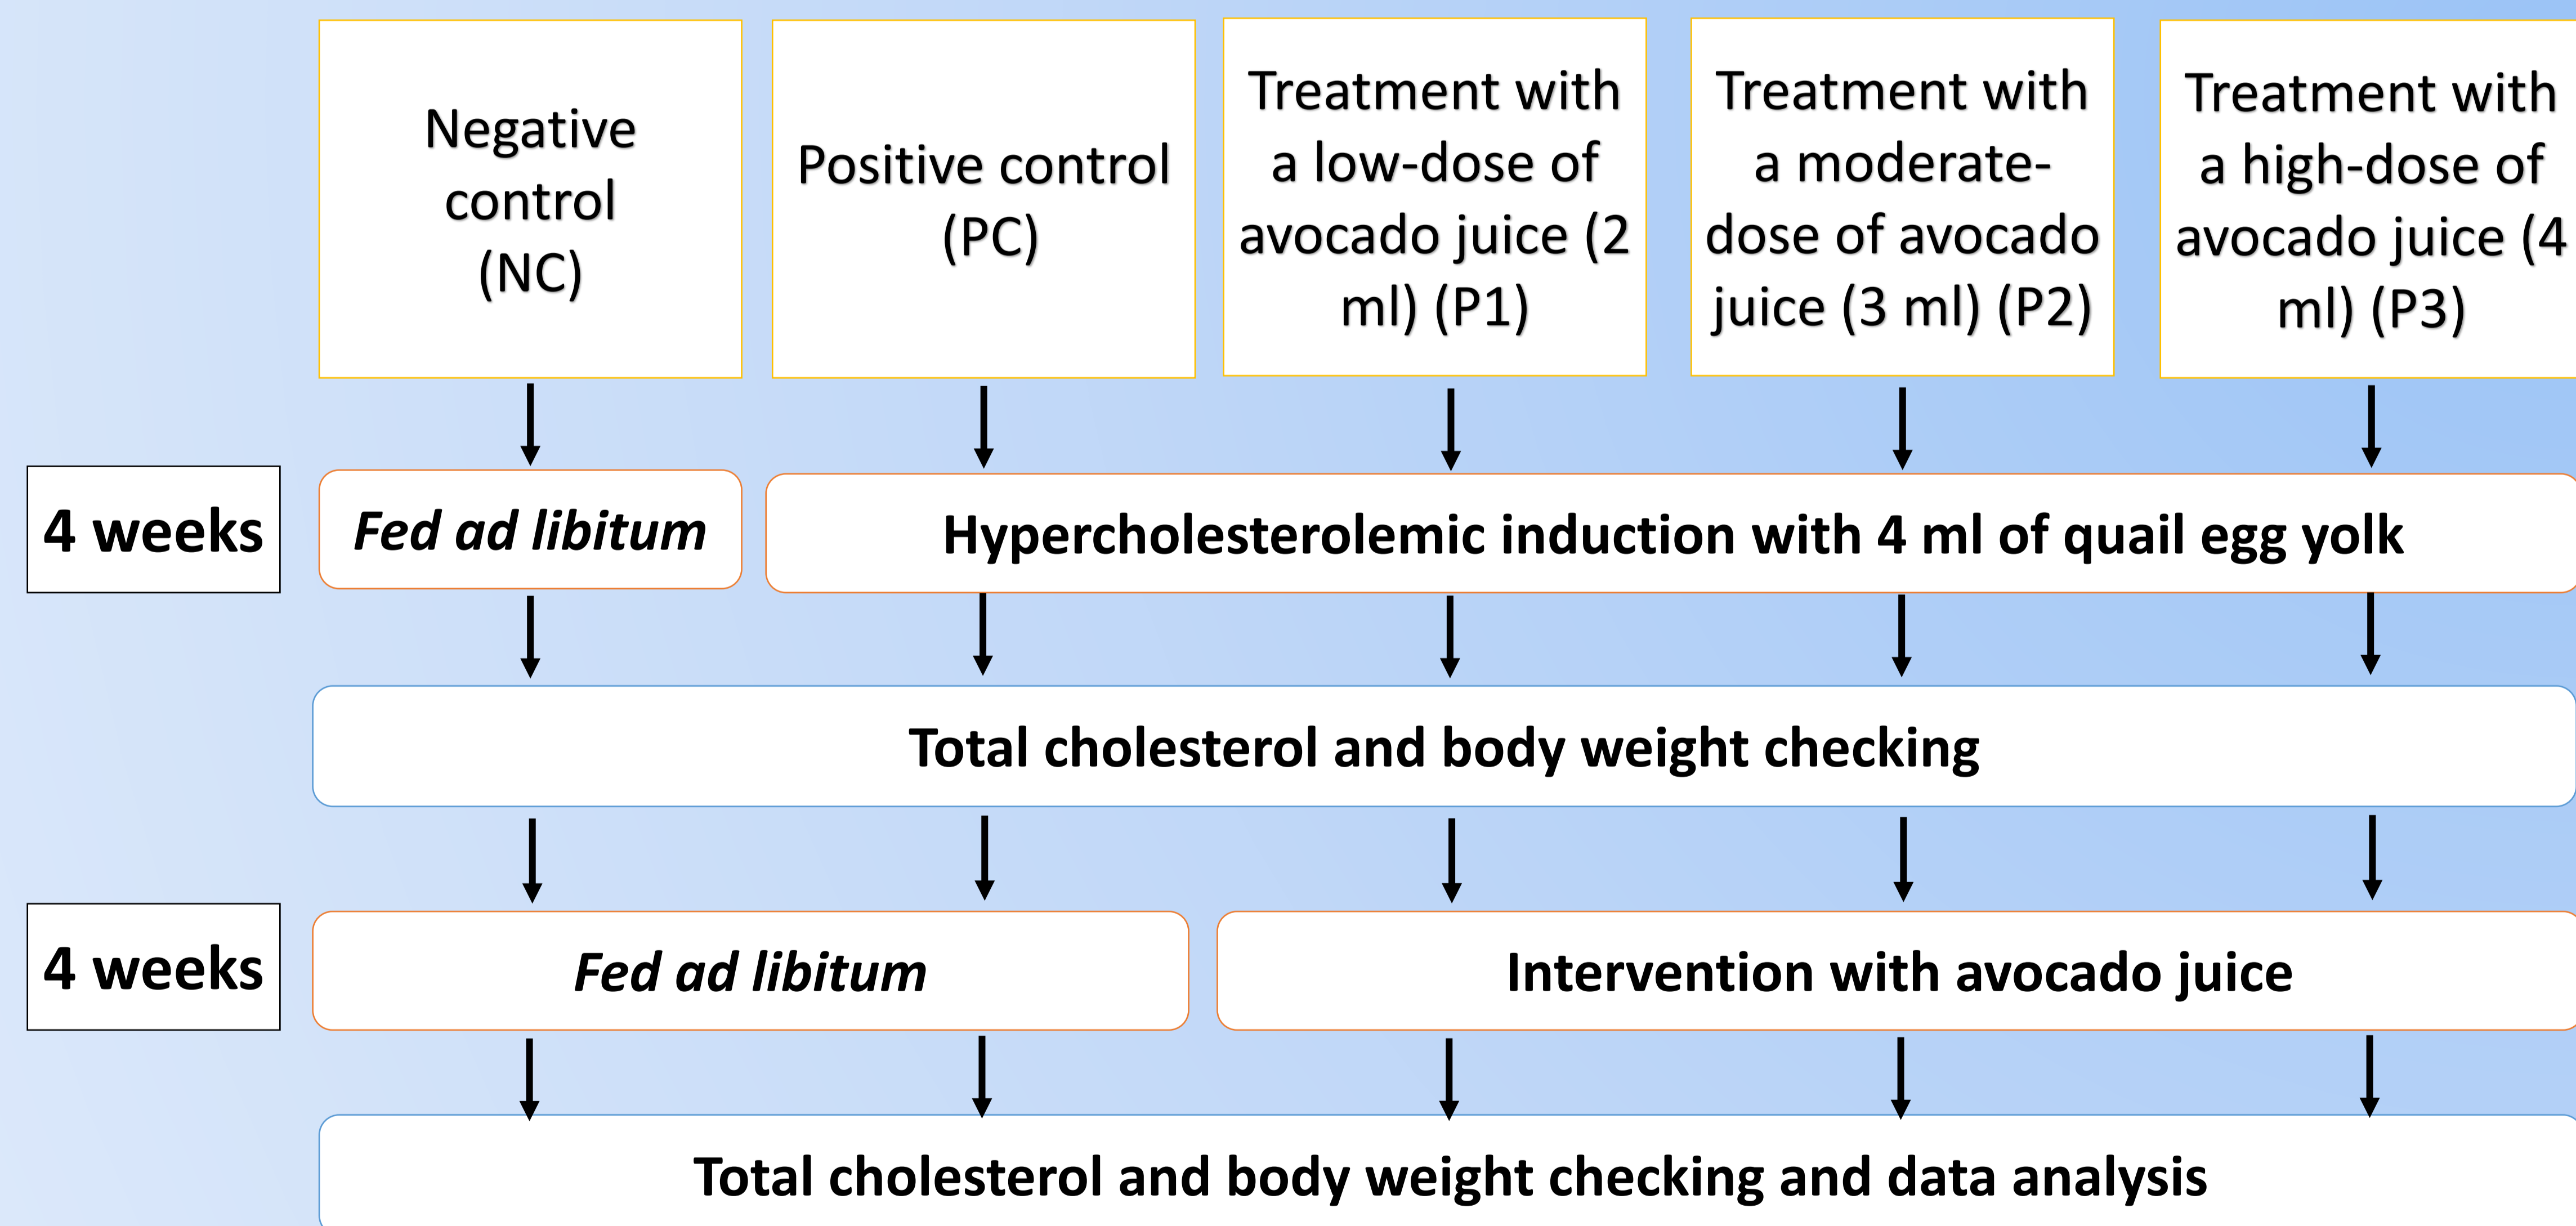 Negative
control
(NC)
Positive control
(PC)
Treatment with
a low-dose of
avocado juice (2
ml) (P1)
Treatment with
a moderate-
dose of avocado
juice (3 ml) (P2)
Treatment with
a high-dose of
avocado juice (4
ml) (P3)
4 weeks
Fed ad libitum
Hypercholesterolemic induction with 4 ml of quail egg yolk
Total cholesterol and body weight checking
4 weeks
Fed ad libitum
Intervention with avocado juice
Total cholesterol and body weight checking and data analysis